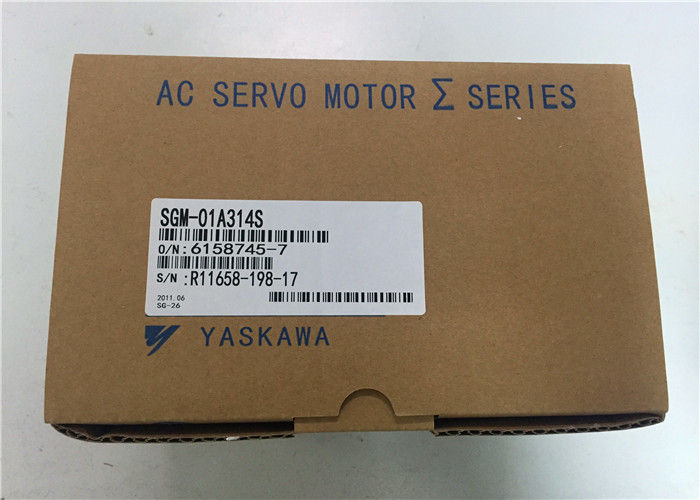 AC SERVO MOTOR Σ SERIES
SGM-01A314S
O/N:6158745-7
S/N:R11658-198-17
2011.06
SG-26
YASKAWA